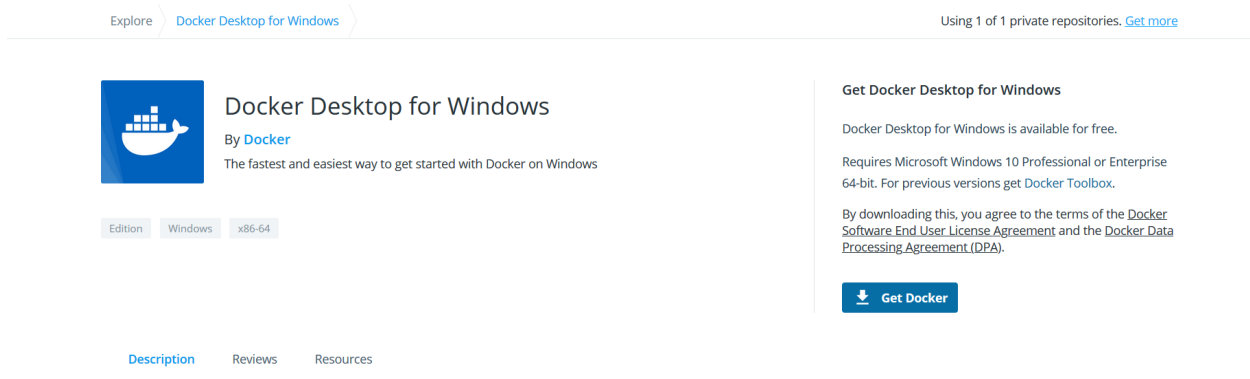 Explore
Docker Desktop for Windows
Using 1 of 1 private repositories. Get more
Docker Desktop for Windows
By Docker
The fastest and easiest way to get started with Docker on Windows
Edition
Windows
x86-64
Get Docker Desktop for Windows
Docker Desktop for Windows is available for free.
Requires Microsoft Windows 10 Professional or Enterprise
64-bit. For previous versions get Docker Toolbox.
By downloading this, you agree to the terms of the Docker
Software End User License Agreement and the Docker Data
Processing Agreement (DPA).
Get Docker
Description
Reviews
Resources